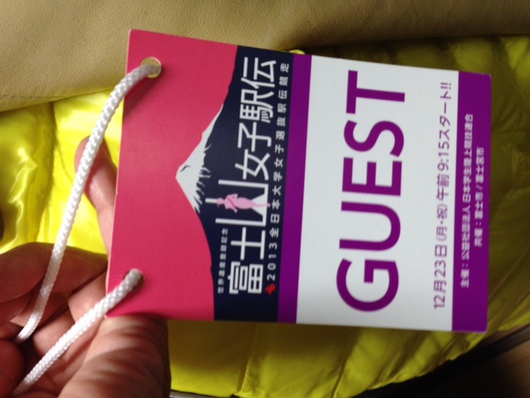 世界遺産登録記念
富士山女子駅伝
2013全日本大学女子選抜駅伝競走
GUEST
12月23日(月・祝)午前9:15スタート!!
主催:公益社団法人 日本学生陸上競技連合
共催:富士市/富士宮市